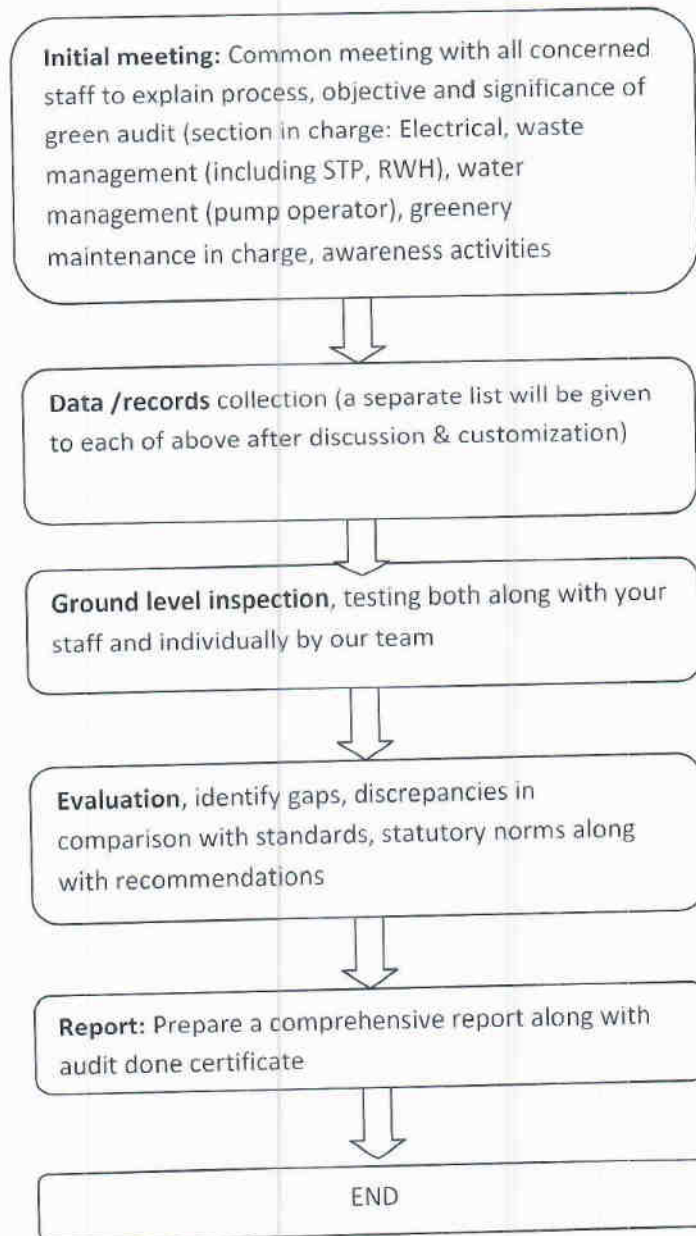 Initial meeting: Common meeting with all concerned
staff to explain process, objective and significance of
green audit (section in charge: Electrical, waste
management (including STP, RWH), water
management (pump operator), greenery
maintenance in charge, awareness activities
Data /records collection (a separate list will be given
to each of above after discussion & customization)
Ground level inspection, testing both along with your
staff and individually by our team
Evaluation, identify gaps, discrepancies in
comparison with standards, statutory norms along
with recommendations
Report: Prepare a comprehensive report along with
audit done certificate
END